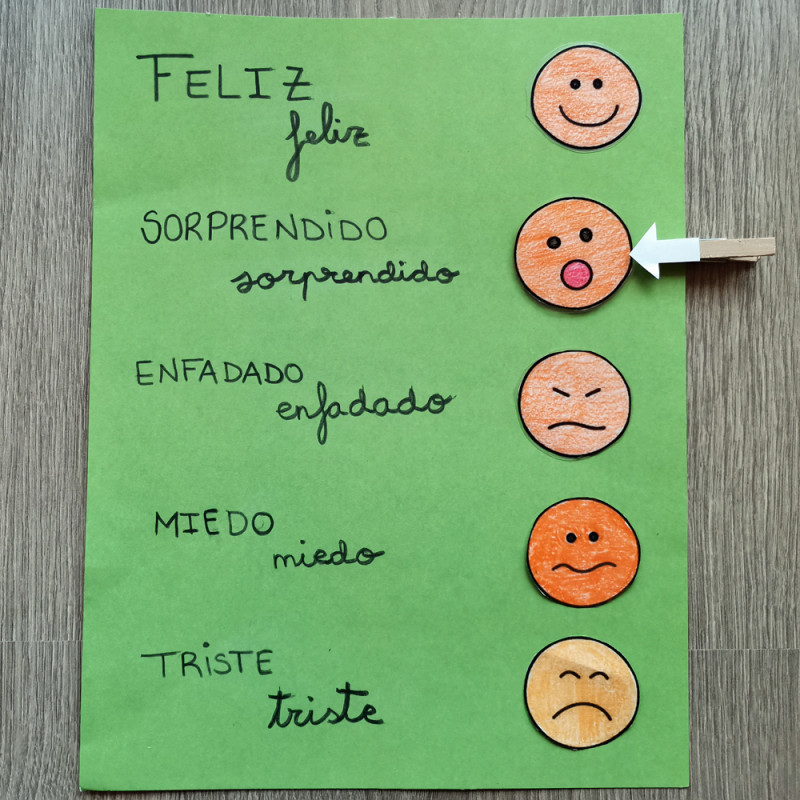 FELIZ
feliz
SORPRENDIDO
sorprendido
ENFADADO
enfadado
MIEDO
miedo
TRISTE
triste